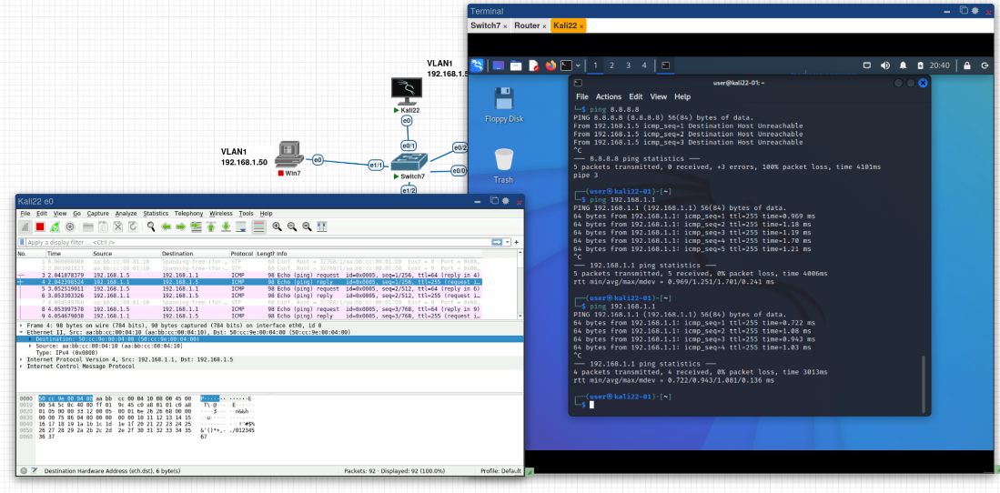 Terminal
Switch7 × Router × Kali22 ×
1 2 3 4 20:40
VLAN1
192.168.1.5
Kali22
e0
e0/1
e0/2
e0/0
VLAN1
192.168.1.50
Win7
e0
e1/1
Switch7
e1/2
Floppy Disk
Trash
user@kali22-01: ~
File Actions Edit View Help
└─$ ping 8.8.8.8
PING 8.8.8.8 (8.8.8.8) 56(84) bytes of data.
From 192.168.1.5 icmp_seq=1 Destination Host Unreachable
From 192.168.1.5 icmp_seq=2 Destination Host Unreachable
From 192.168.1.5 icmp_seq=3 Destination Host Unreachable
^C
--- 8.8.8.8 ping statistics ---
5 packets transmitted, 0 received, +3 errors, 100% packet loss, time 4101ms
pipe 3
┌──(user㉿kali22-01)-[~]
└─$ ping 192.168.1.1
PING 192.168.1.1 (192.168.1.1) 56(84) bytes of data.
64 bytes from 192.168.1.1: icmp_seq=1 ttl=255 time=0.969 ms
64 bytes from 192.168.1.1: icmp_seq=2 ttl=255 time=1.18 ms
64 bytes from 192.168.1.1: icmp_seq=3 ttl=255 time=1.19 ms
64 bytes from 192.168.1.1: icmp_seq=4 ttl=255 time=1.70 ms
64 bytes from 192.168.1.1: icmp_seq=5 ttl=255 time=1.21 ms
^C
--- 192.168.1.1 ping statistics ---
5 packets transmitted, 5 received, 0% packet loss, time 4006ms
rtt min/avg/max/mdev = 0.969/1.251/1.701/0.241 ms
┌──(user㉿kali22-01)-[~]
└─$ ping 192.168.1.1
PING 192.168.1.1 (192.168.1.1) 56(84) bytes of data.
64 bytes from 192.168.1.1: icmp_seq=1 ttl=255 time=0.722 ms
64 bytes from 192.168.1.1: icmp_seq=2 ttl=255 time=1.08 ms
64 bytes from 192.168.1.1: icmp_seq=3 ttl=255 time=0.943 ms
64 bytes from 192.168.1.1: icmp_seq=4 ttl=255 time=1.03 ms
^C
--- 192.168.1.1 ping statistics ---
4 packets transmitted, 4 received, 0% packet loss, time 3013ms
rtt min/avg/max/mdev = 0.722/0.943/1.081/0.136 ms
┌──(user㉿kali22-01)-[~]
└─$
Kali22 e0
File Edit View Go Capture Analyze Statistics Telephony Wireless Tools Help
Apply a display filter ... <Ctrl-/>
No. Time Source Destination Protocol Length Info
1 0.000000000 aa:bb:cc:00:01:10 Spanning-tree-(for-… STP 60 Conf. Root = 32768/1/aa:bb:cc:00:01:00 Cost = 0 Port =
2 2.003981627 aa:bb:cc:00:01:10 Spanning-tree-(for-… STP 60 Conf. Root = 32768/1/aa:bb:cc:00:01:00 Cost = 0 Port =
3 2.041878379 192.168.1.5 192.168.1.1 ICMP 98 Echo (ping) request id=0x0005, seq=1/256, ttl=64 (reply in 4)
4 2.042398524 192.168.1.1 192.168.1.5 ICMP 98 Echo (ping) reply id=0x0005, seq=1/256, ttl=255 (request i…
5 3.052519011 192.168.1.5 192.168.1.1 ICMP 98 Echo (ping) request id=0x0005, seq=2/512, ttl=64 (reply in 6)
6 3.053303326 192.168.1.1 192.168.1.5 ICMP 98 Echo (ping) reply id=0x0005, seq=2/512, ttl=255 (request i…
aa:bb:cc:00:01:10 Spanning-tree-(for-… STP 60 Conf. Root = 32768/1/aa:bb:cc:00:01:00 Cost = 0 Port =
8 4.053997578 192.168.1.5 192.168.1.1 ICMP 98 Echo (ping) request id=0x0005, seq=3/768, ttl=64 (reply in 9)
9 4.054679038 192.168.1.1 192.168.1.5 ICMP 98 Echo (ping) reply id=0x0005, seq=3/768, ttl=255 (request i…
Frame 4: 98 bytes on wire (784 bits), 98 bytes captured (784 bits) on interface eth0, id 0
Ethernet II, Src: aa:bb:cc:00:04:10 (aa:bb:cc:00:04:10), Dst: 50:cc:9e:00:04:00 (50:cc:9e:00:04:00)
Destination: 50:cc:9e:00:04:00 (50:cc:9e:00:04:00)
Source: aa:bb:cc:00:04:10 (aa:bb:cc:00:04:10)
Type: IPv4 (0x0800)
Internet Protocol Version 4, Src: 192.168.1.1, Dst: 192.168.1.5
Internet Control Message Protocol
0000 50 cc 9e 00 04 00 aa bb cc 00 04 10 08 00 45 00
0010 00 54 5c 0c 40 00 ff 01 9c 45 c0 a8 01 01 c0 a8
0020 01 05 00 00 33 12 00 05 00 01 6e 26 26 68 00 00
0030 00 00 75 86 04 00 00 00 00 00 10 11 12 13 14 15
0040 16 17 18 19 1a 1b 1c 1d 1e 1f 20 21 22 23 24 25 !"#$%
0050 26 27 28 29 2a 2b 2c 2d 2e 2f 30 31 32 33 34 35 &'()*+,- ./012345
0060 36 37 67
Destination Hardware Address (eth.dst), 6 byte(s) Packets: 92 · Displayed: 92 (100.0%) Profile: Default